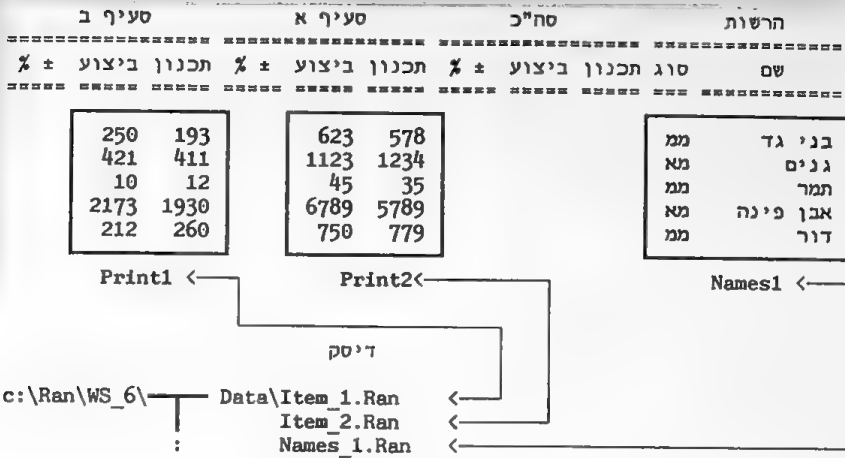 הרשות סה"כ סעיף א סעיף ב
שם סוג תכנון ביצוע ± % תכנון ביצוע ± % תכנון ביצוע ± %
בני גד ממ 578 623 193 250
גנים מא 1234 1123 411 421
תמר ממ 35 45 12 10
אבן פינה מא 5789 6789 1930 2173
דור ממ 779 750 260 212
Print1 <— Print2<— Names1 <—
דיסק
c:\Ran\WS_6\ Data\Item_1.Ran <—
Item_2.Ran <—
: Names_1.Ran <—